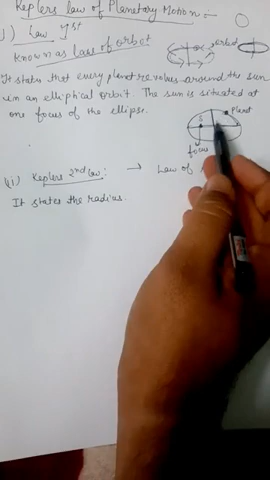 Keplers law of Planetary Motion:-
i) Law 1st
orbit
Known as law of orbit
It states that every planet revolves around the Sun
in an elliptical orbit. The sun is situated at
one focus of the ellipse.
Planet
S
focus
(ii) Keplers 2nd law: → Law of
It states the radius.